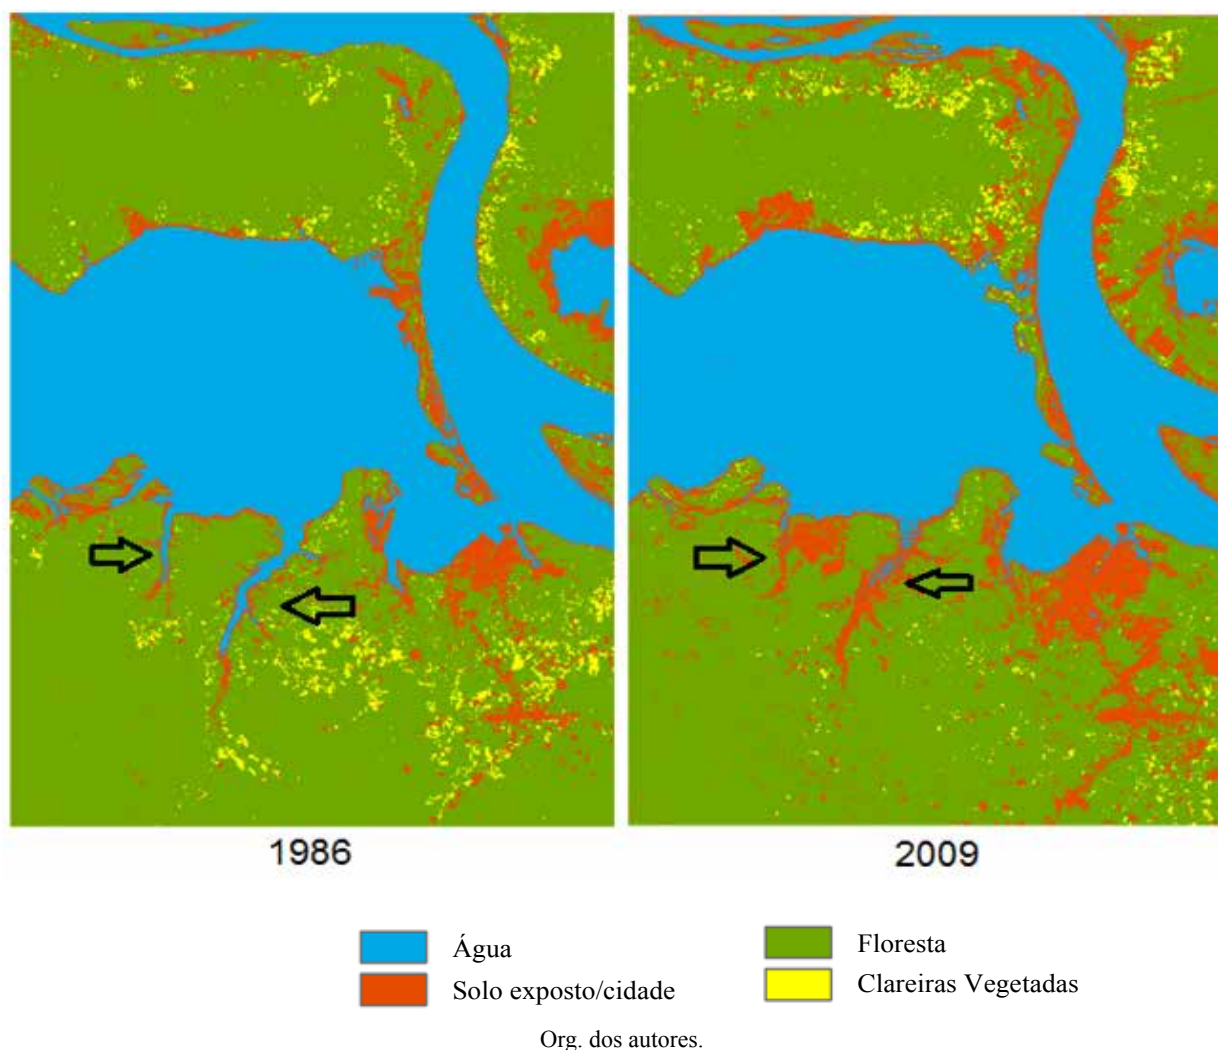 1986
2009
Água
Floresta
Solo exposto/cidade
Clareiras Vegetadas
Org. dos autores.